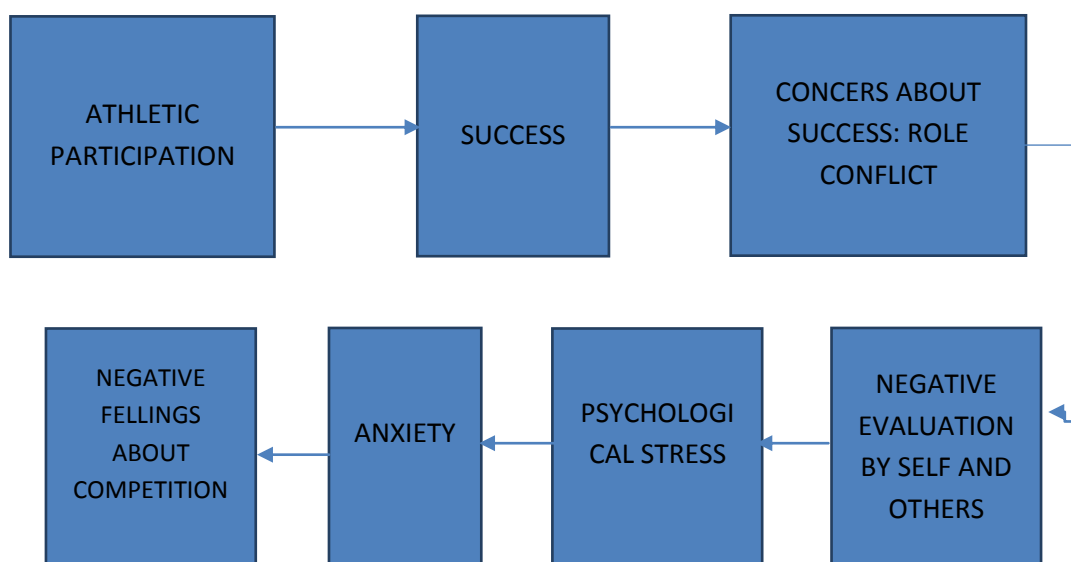 ATHLETIC
PARTICIPATION
SUCCESS
CONCERS ABOUT
SUCCESS: ROLE
CONFLICT
NEGATIVE
FELLINGS
ABOUT
COMPETITION
ANXIETY
PSYCHOLOGI
CAL STRESS
NEGATIVE
EVALUATION
BY SELF AND
OTHERS